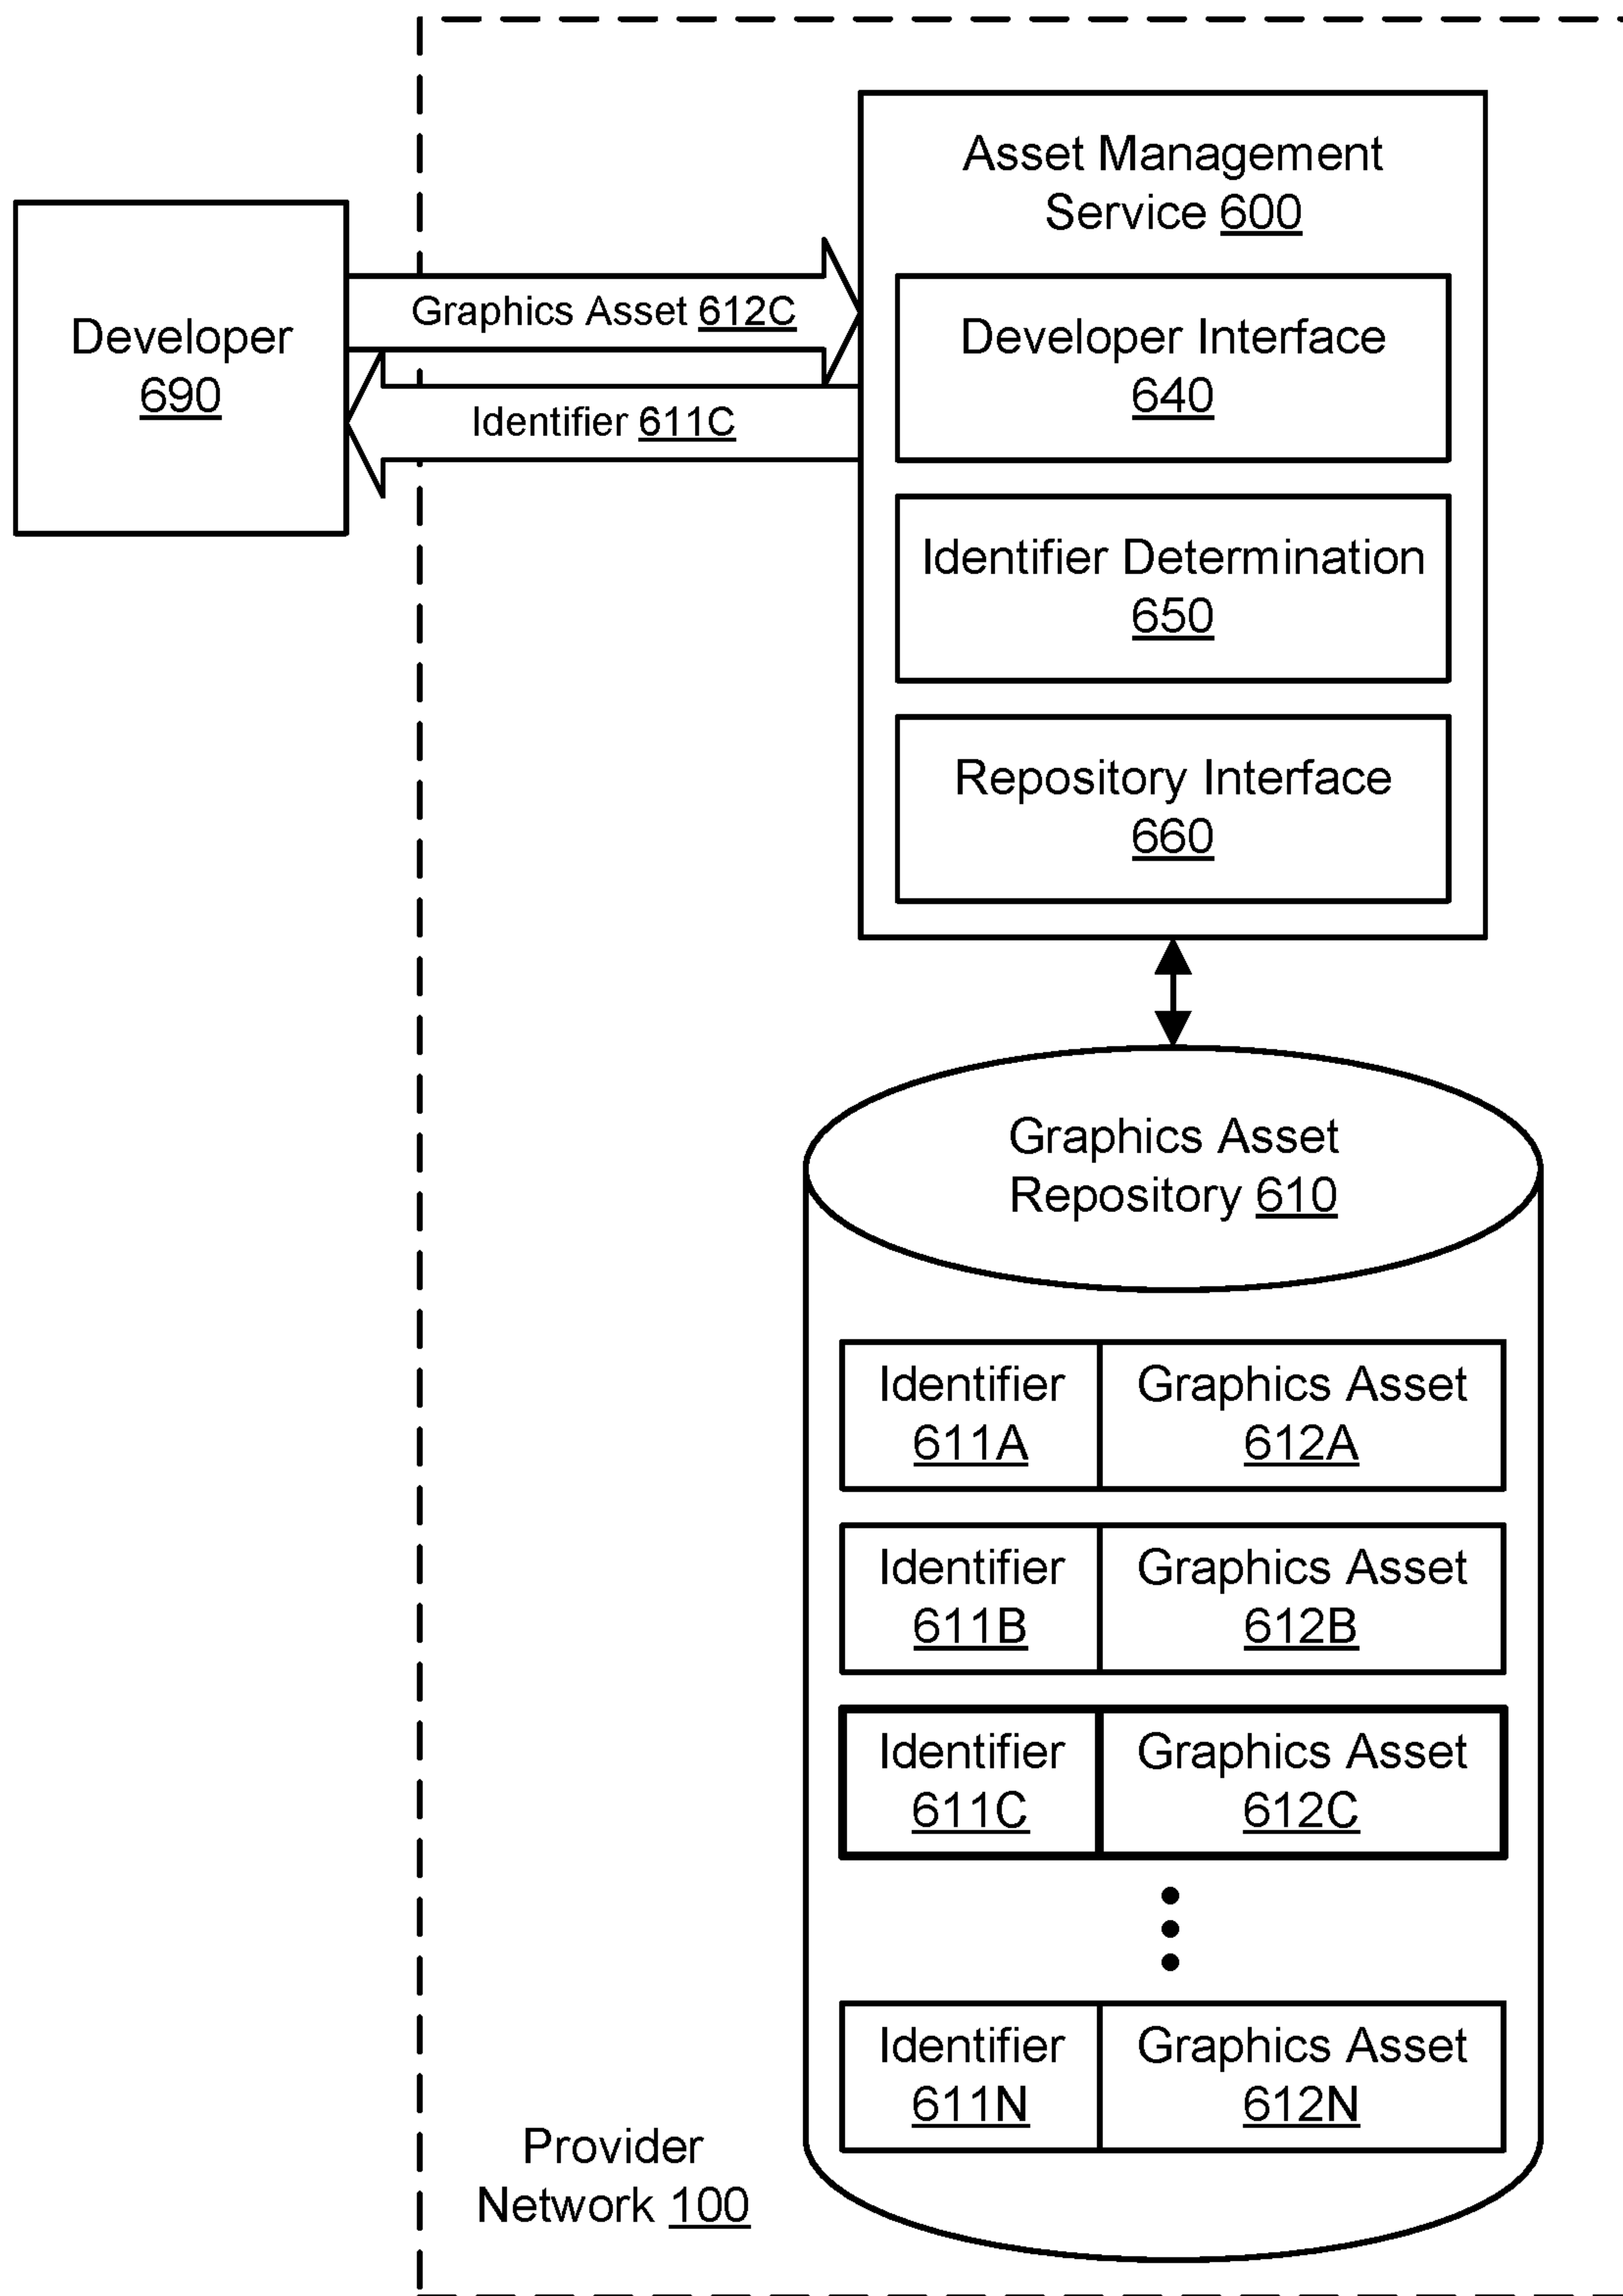 Asset Management
Service 600
Developer
690
Graphics Asset 612C
Identifier 611C
Developer Interface
640
Identifier Determination
650
Repository Interface
660
Graphics Asset
Repository 610
Identifier
611A
Graphics Asset
612A
Identifier
611B
Graphics Asset
612B
Identifier
611C
Graphics Asset
612C
Identifier
611N
Graphics Asset
612N
Provider
Network 100